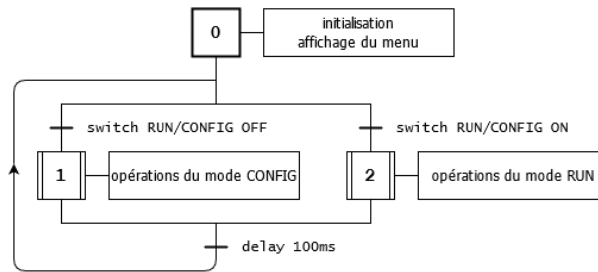 0
initialisation
affichage du menu
switch RUN/CONFIG OFF
switch RUN/CONFIG ON
1
opérations du mode CONFIG
2
opérations du mode RUN
delay 100ms